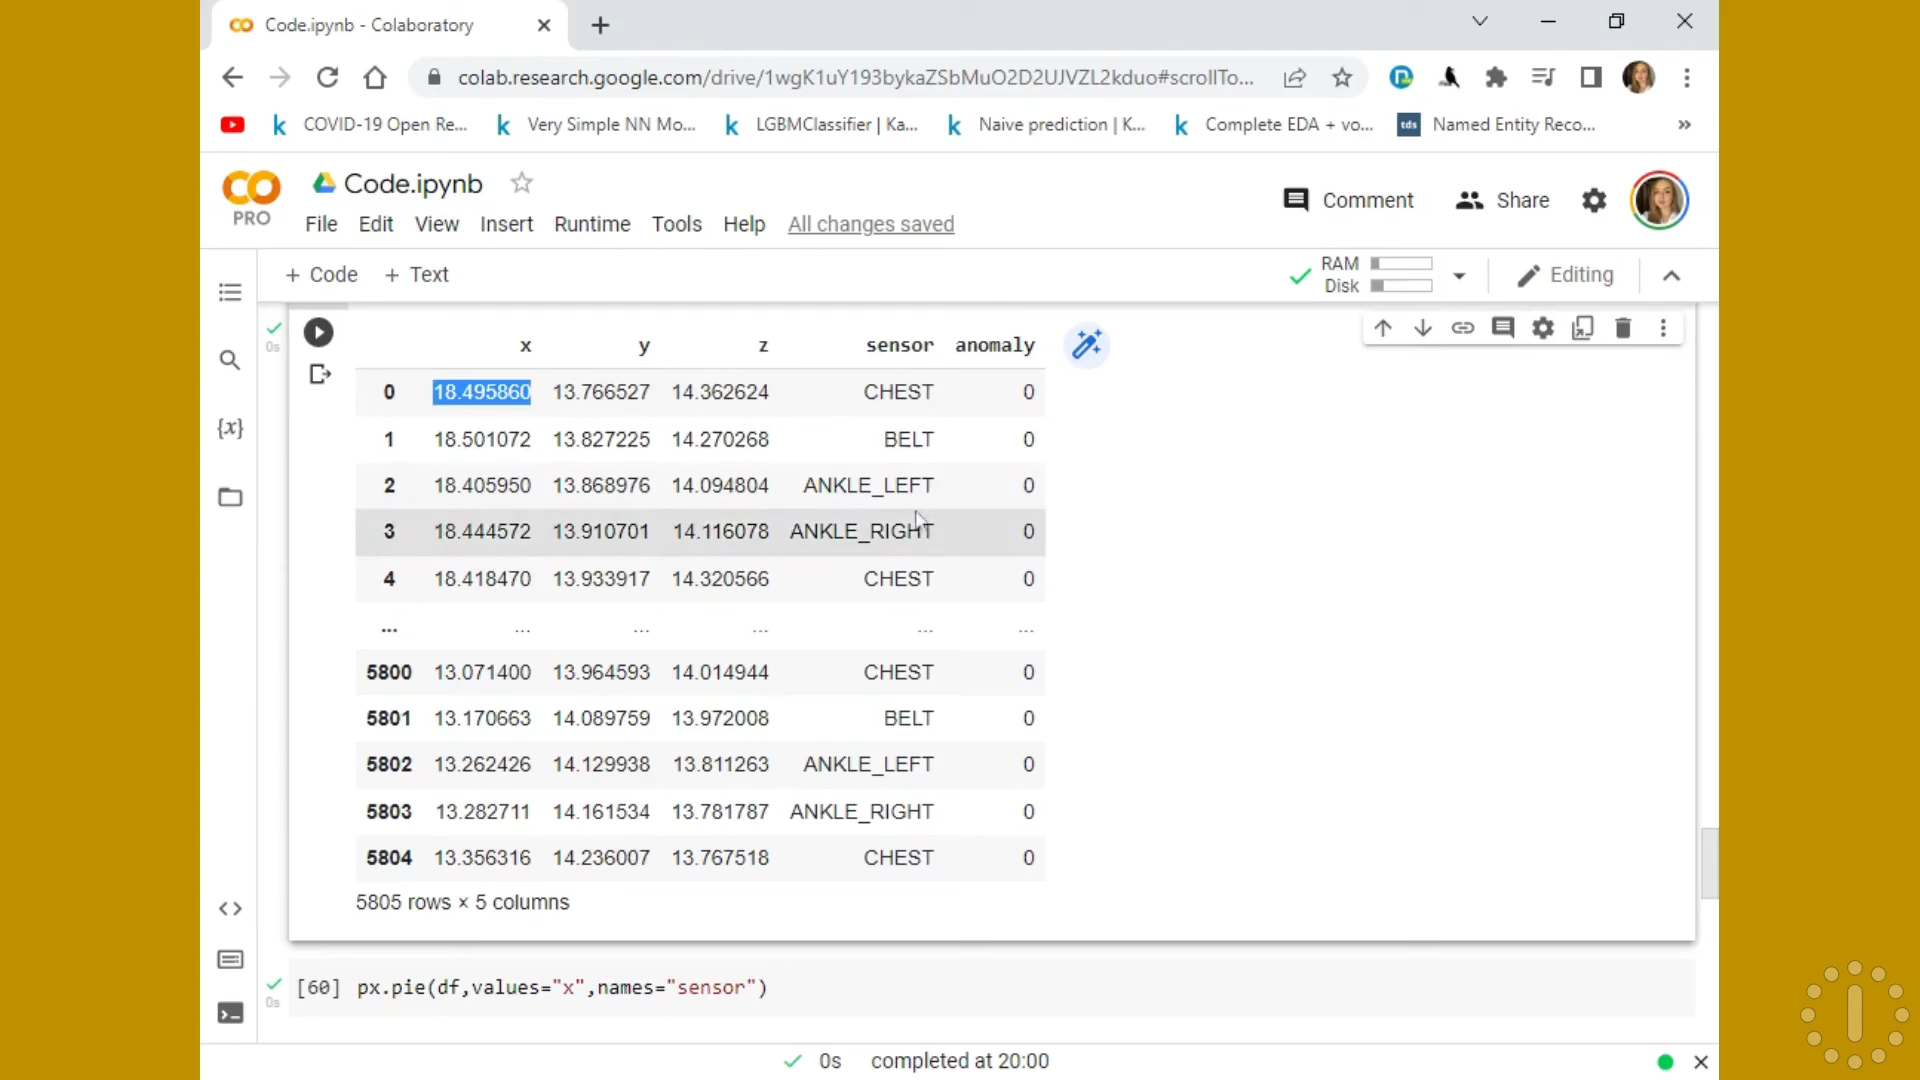 Code.ipynb - Colaboratory
colab.research.google.com/drive/1wgK1uY193bykaZSbMuO2D2UJVZL2kduo#scrollTo...
COVID-19 Open Re...
Very Simple NN Mo...
LGBMClassifier | Ka...
Naive prediction | K...
Complete EDA + vo...
tds
Named Entity Reco...
PRO
Code.ipynb
File Edit View Insert Runtime Tools Help All changes saved
Comment
Share
+ Code + Text
RAM
Disk
Editing
0s
x y z sensor anomaly
0 18.495860 13.766527 14.362624 CHEST 0
1 18.501072 13.827225 14.270268 BELT 0
2 18.405950 13.868976 14.094804 ANKLE_LEFT 0
3 18.444572 13.910701 14.116078 ANKLE_RIGHT 0
4 18.418470 13.933917 14.320566 CHEST 0
... ... ... ... ... ...
5800 13.071400 13.964593 14.014944 CHEST 0
5801 13.170663 14.089759 13.972008 BELT 0
5802 13.262426 14.129938 13.811263 ANKLE_LEFT 0
5803 13.282711 14.161534 13.781787 ANKLE_RIGHT 0
5804 13.356316 14.236007 13.767518 CHEST 0
5805 rows × 5 columns
[60] px.pie(df,values="x",names="sensor")
0s
0s completed at 20:00